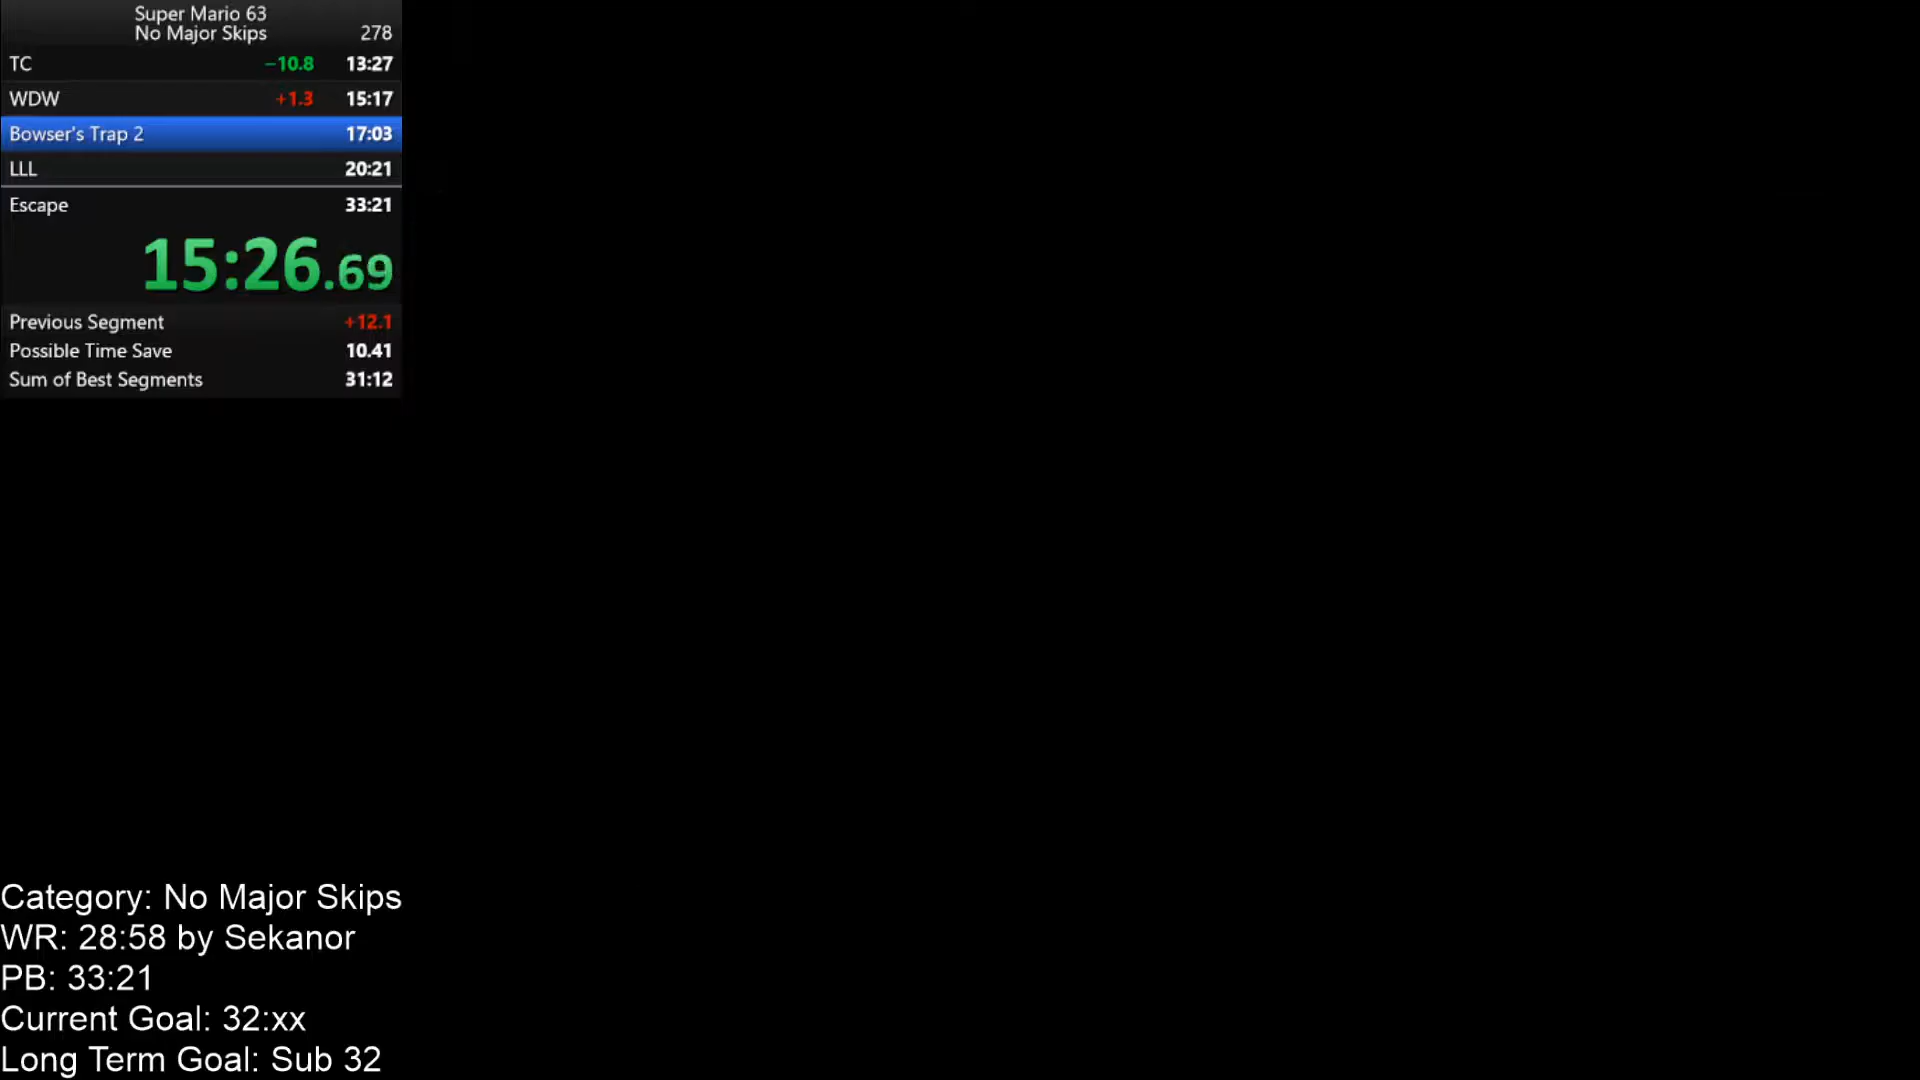 Super Mario 63
No Major Skips 278
TC −10.8 13:27
WDW +1.3 15:17
Bowser's Trap 2 17:03
LLL 20:21
Escape 33:21
15:26.69
Previous Segment +12.1
Possible Time Save 10.41
Sum of Best Segments 31:12
Category: No Major Skips
WR: 28:58 by Sekanor
PB: 33:21
Current Goal: 32:xx
Long Term Goal: Sub 32